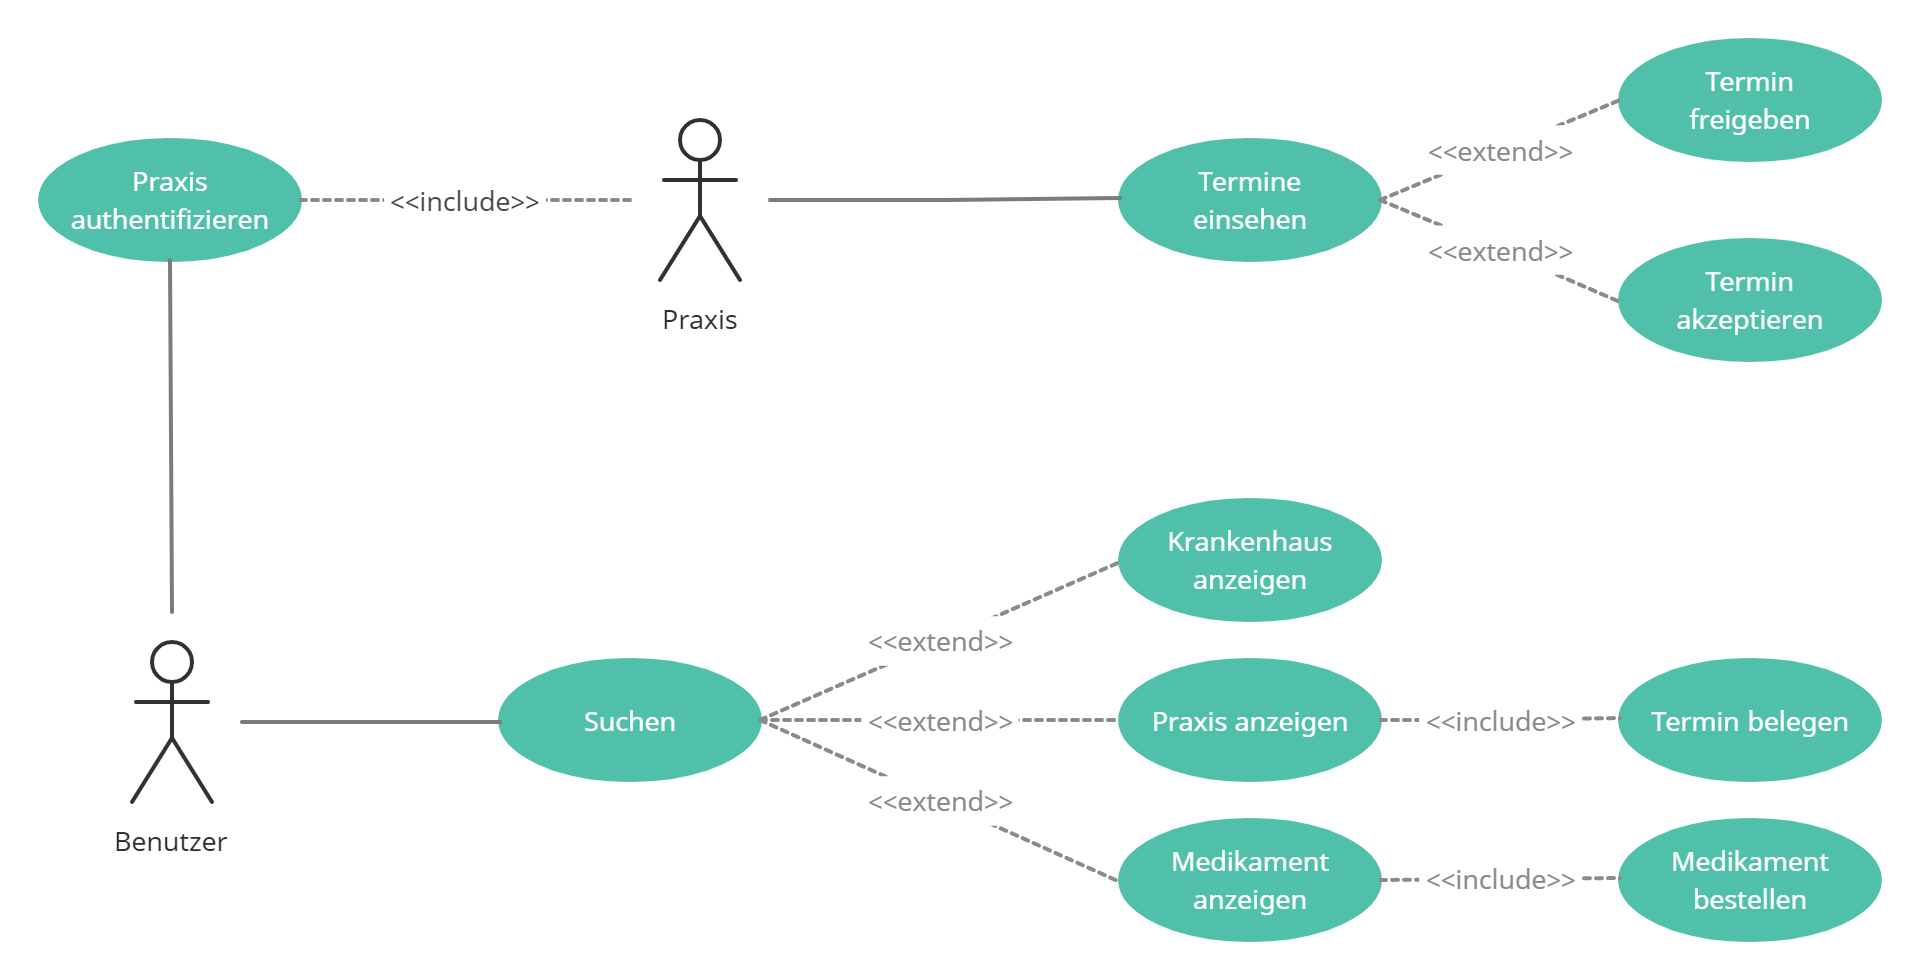 Termin
freigeben
<<extend>>
Praxis
authentifizieren
<<include>>
Praxis
Termine
einsehen
<<extend>>
Termin
akzeptieren
Krankenhaus
anzeigen
<<extend>>
Benutzer
Suchen
<<extend>>
Praxis anzeigen
<<include>>
Termin belegen
<<extend>>
Medikament
anzeigen
<<include>>
Medikament
bestellen